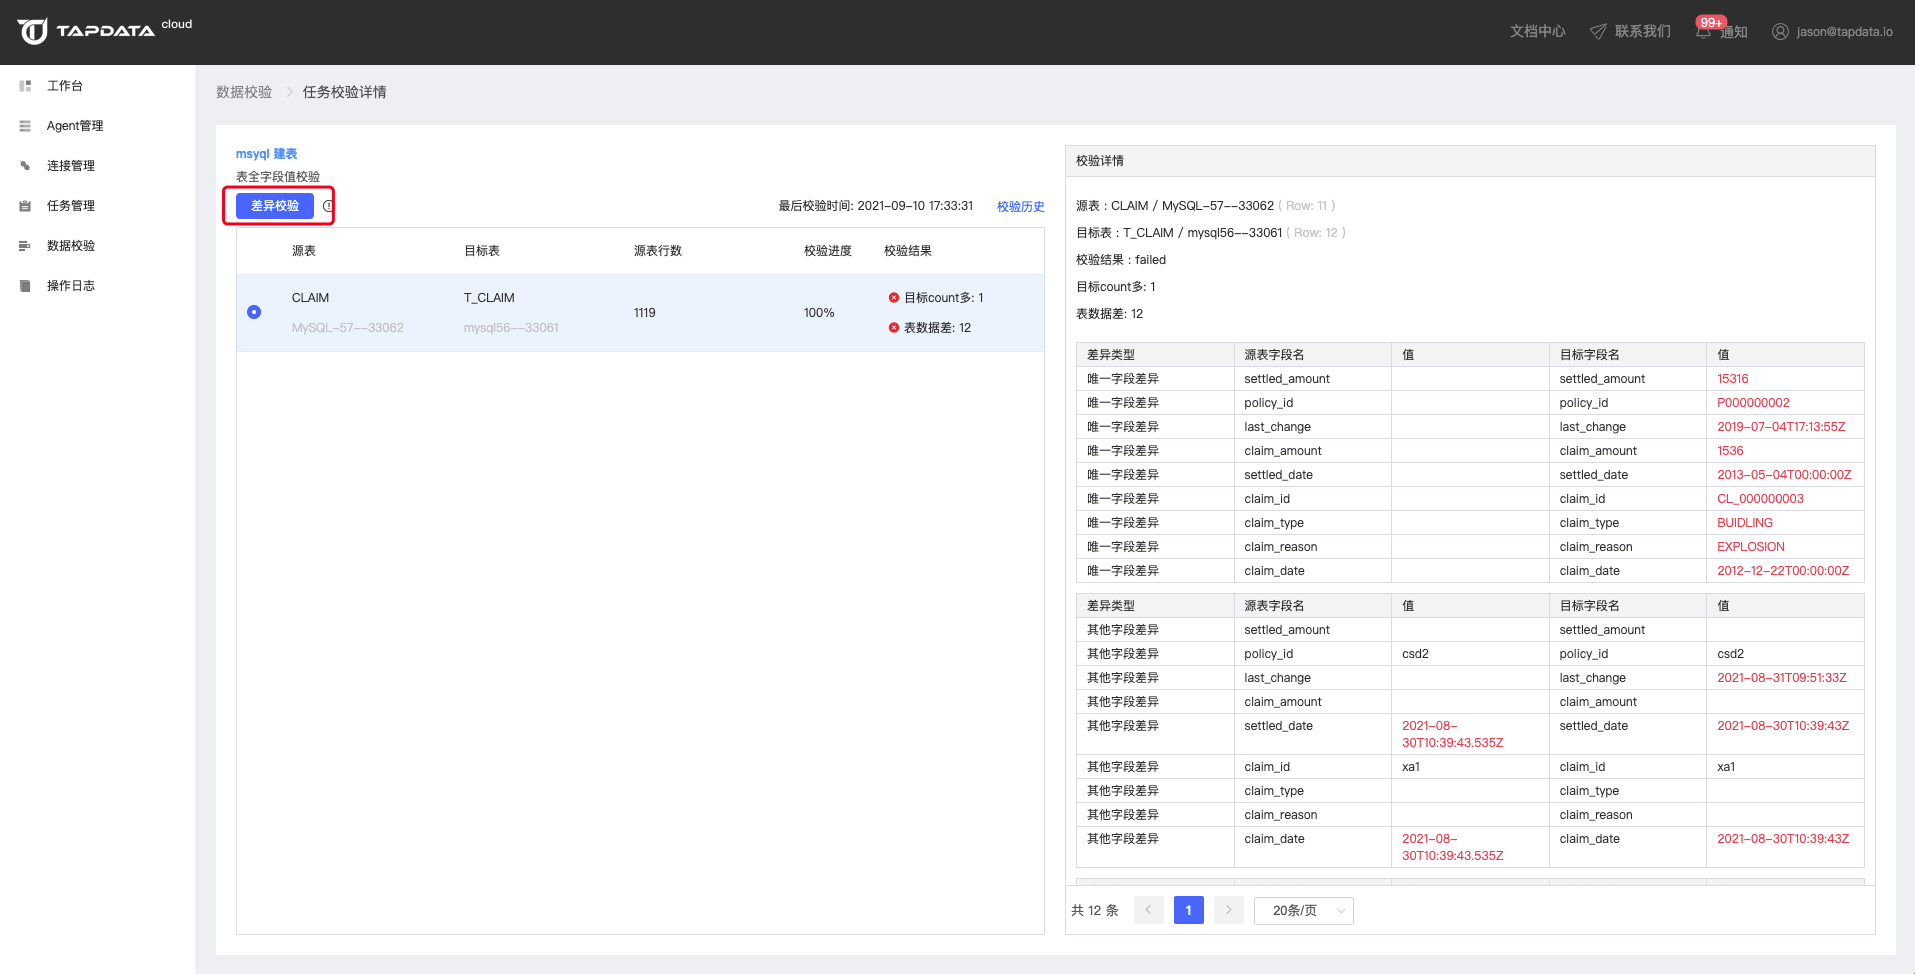 TAPDATA cloud
文档中心 联系我们 99+ 通知 jason@tapdata.io
工作台
Agent管理
连接管理
任务管理
数据校验
操作日志
数据校验 > 任务校验详情
msyql 建表
表全字段值校验
差异校验
最后校验时间: 2021-09-10 17:33:31 校验历史
源表 目标表 源表行数 校验进度 校验结果
CLAIM T_CLAIM 1119 100% 目标count多: 1
MySQL-57--33062 mysql56--33061 表数据差: 12
校验详情
源表 : CLAIM / MySQL-57--33062 ( Row: 11 )
目标表 : T_CLAIM / mysql56--33061 ( Row: 12 )
校验结果 : failed
目标count多: 1
表数据差: 12
差异类型 源表字段名 值 目标字段名 值
唯一字段差异 settled_amount settled_amount 15316
唯一字段差异 policy_id policy_id P000000002
唯一字段差异 last_change last_change 2019-07-04T17:13:55Z
唯一字段差异 claim_amount claim_amount 1536
唯一字段差异 settled_date settled_date 2013-05-04T00:00:00Z
唯一字段差异 claim_id claim_id CL_000000003
唯一字段差异 claim_type claim_type BUIDLING
唯一字段差异 claim_reason claim_reason EXPLOSION
唯一字段差异 claim_date claim_date 2012-12-22T00:00:00Z
差异类型 源表字段名 值 目标字段名 值
其他字段差异 settled_amount settled_amount
其他字段差异 policy_id csd2 policy_id csd2
其他字段差异 last_change last_change 2021-08-31T09:51:33Z
其他字段差异 claim_amount claim_amount
其他字段差异 settled_date 2021-08-30T10:39:43.535Z settled_date 2021-08-30T10:39:43Z
其他字段差异 claim_id xa1 claim_id xa1
其他字段差异 claim_type claim_type
其他字段差异 claim_reason claim_reason
其他字段差异 claim_date 2021-08-30T10:39:43.535Z claim_date 2021-08-30T10:39:43Z
共 12 条 < 1 > 20条/页